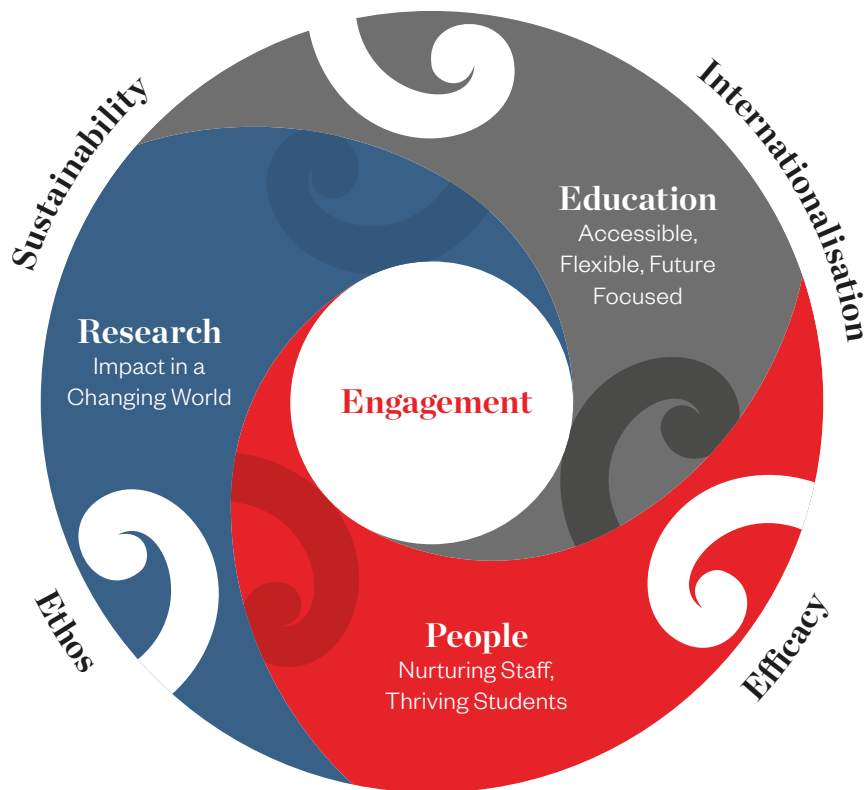 Sustainability
Internationalisation
Education
Accessible,
Flexible, Future
Focused
Research
Impact in a
Changing World
Engagement
People
Nurturing Staff,
Thriving Students
Ethos
Efficacy